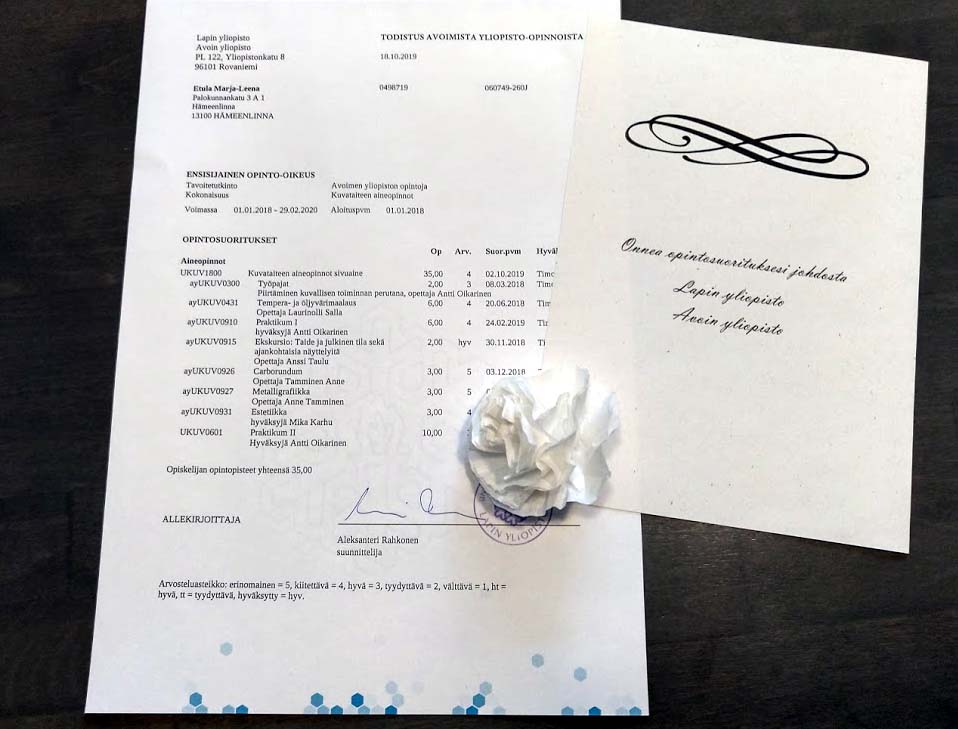 Lapin yliopisto
Avoin yliopisto
PL 122, Yliopistonkatu 8
96101 Rovaniemi
TODISTUS AVOIMISTA YLIOPISTO-OPINNOISTA
18.10.2019
Etula Marja-Leena 0498719 060749-260J
Palokunnankatu 3 A 1
Hämeenlinna
13100 HÄMEENLINNA
ENSISIJAINEN OPINTO-OIKEUS
Tavoitetutkinto Avoimen yliopiston opintoja
Kokonaisuus Kuvataiteen aineopinnot
Voimassa 01.01.2018 - 29.02.2020 Aloituspvm 01.01.2018
OPINTOSUORITUKSET
Op Arv. Suor.pvm
Aineopinnot
UKUV1800 Kuvataiteen aineopinnot sivuaine 35,00 4 02.10.2019
ayUKUV0300 Työpajat 2,00 3 08.03.2018
Piirtäminen kuvallisen toiminnan perutana, opettaja Antti Oikarinen
ayUKUV0431 Tempera- ja öljyvärimaalaus 6,00 4 20.06.2018
Opettaja Laurinolli Salla
ayUKUV0910 Praktikum I 6,00 4 24.02.2019
hyväksyjä Antti Oikarinen
ayUKUV0915 Ekskursio: Taide ja julkinen tila sekä 2,00 hyv 30.11.2018
ajankohtaisia näyttelyitä
Opettaja Anssi Taulu
ayUKUV0926 Carborundum 3,00 5 03.12.2018
Opettaja Tamminen Anne
ayUKUV0927 Metalligrafiikka 3,00 5
Opettaja Anne Tamminen
ayUKUV0931 Estetiikka 3,00 4
hyväksyjä Mika Karhu
UKUV0601 Praktikum II 10,00
Hyväksyjä Antti Oikarinen
Opiskelijan opintopisteet yhteensä 35,00
ALLEKIRJOITTAJA
Aleksanteri Rahkonen
suunnittelija
LAPIN YLIOPISTO
Arvosteluasteikko: erinomainen = 5, kiitettävä = 4, hyvä = 3, tyydyttävä = 2, välttävä = 1, ht =
hyvä, tt = tyydyttävä, hyväksytty = hyv.
Onnea opintosuorituksesi johdosta
Lapin yliopisto
Avoin yliopisto